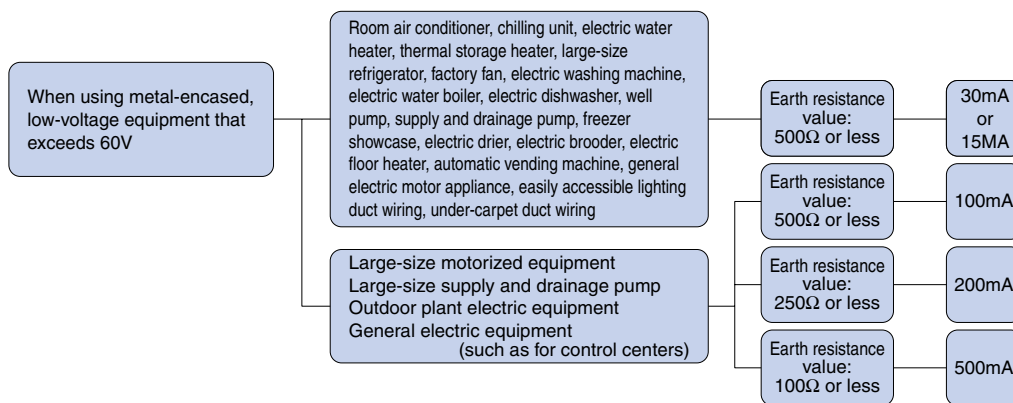 When using metal-encased,
low-voltage equipment that
exceeds 60V
Room air conditioner, chilling unit, electric water
heater, thermal storage heater, large-size
refrigerator, factory fan, electric washing machine,
electric water boiler, electric dishwasher, well
pump, supply and drainage pump, freezer
showcase, electric drier, electric brooder, electric
floor heater, automatic vending machine, general
electric motor appliance, easily accessible lighting
duct wiring, under-carpet duct wiring
Earth resistance
value:
500Ω or less
30mA
or
15MA
Large-size motorized equipment
Large-size supply and drainage pump
Outdoor plant electric equipment
General electric equipment
(such as for control centers)
Earth resistance
value:
500Ω or less
100mA
Earth resistance
value:
250Ω or less
200mA
Earth resistance
value:
100Ω or less
500mA